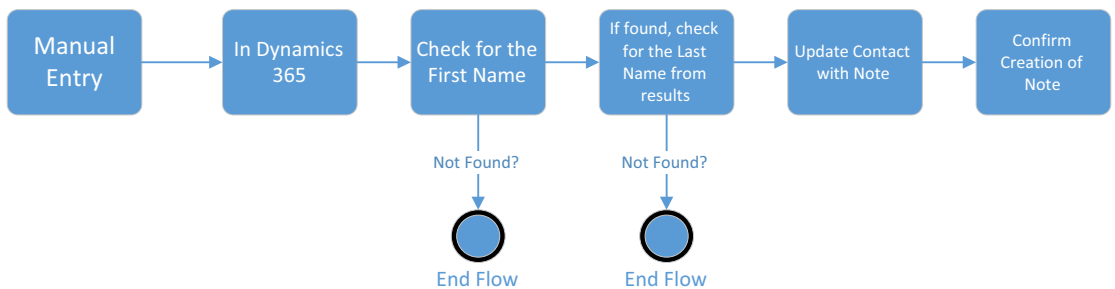 Manual
Entry
In Dynamics
365
Check for the
First Name
If found, check
for the Last
Name from
results
Update Contact
with Note
Confirm
Creation of
Note
Not Found?
Not Found?
End Flow
End Flow